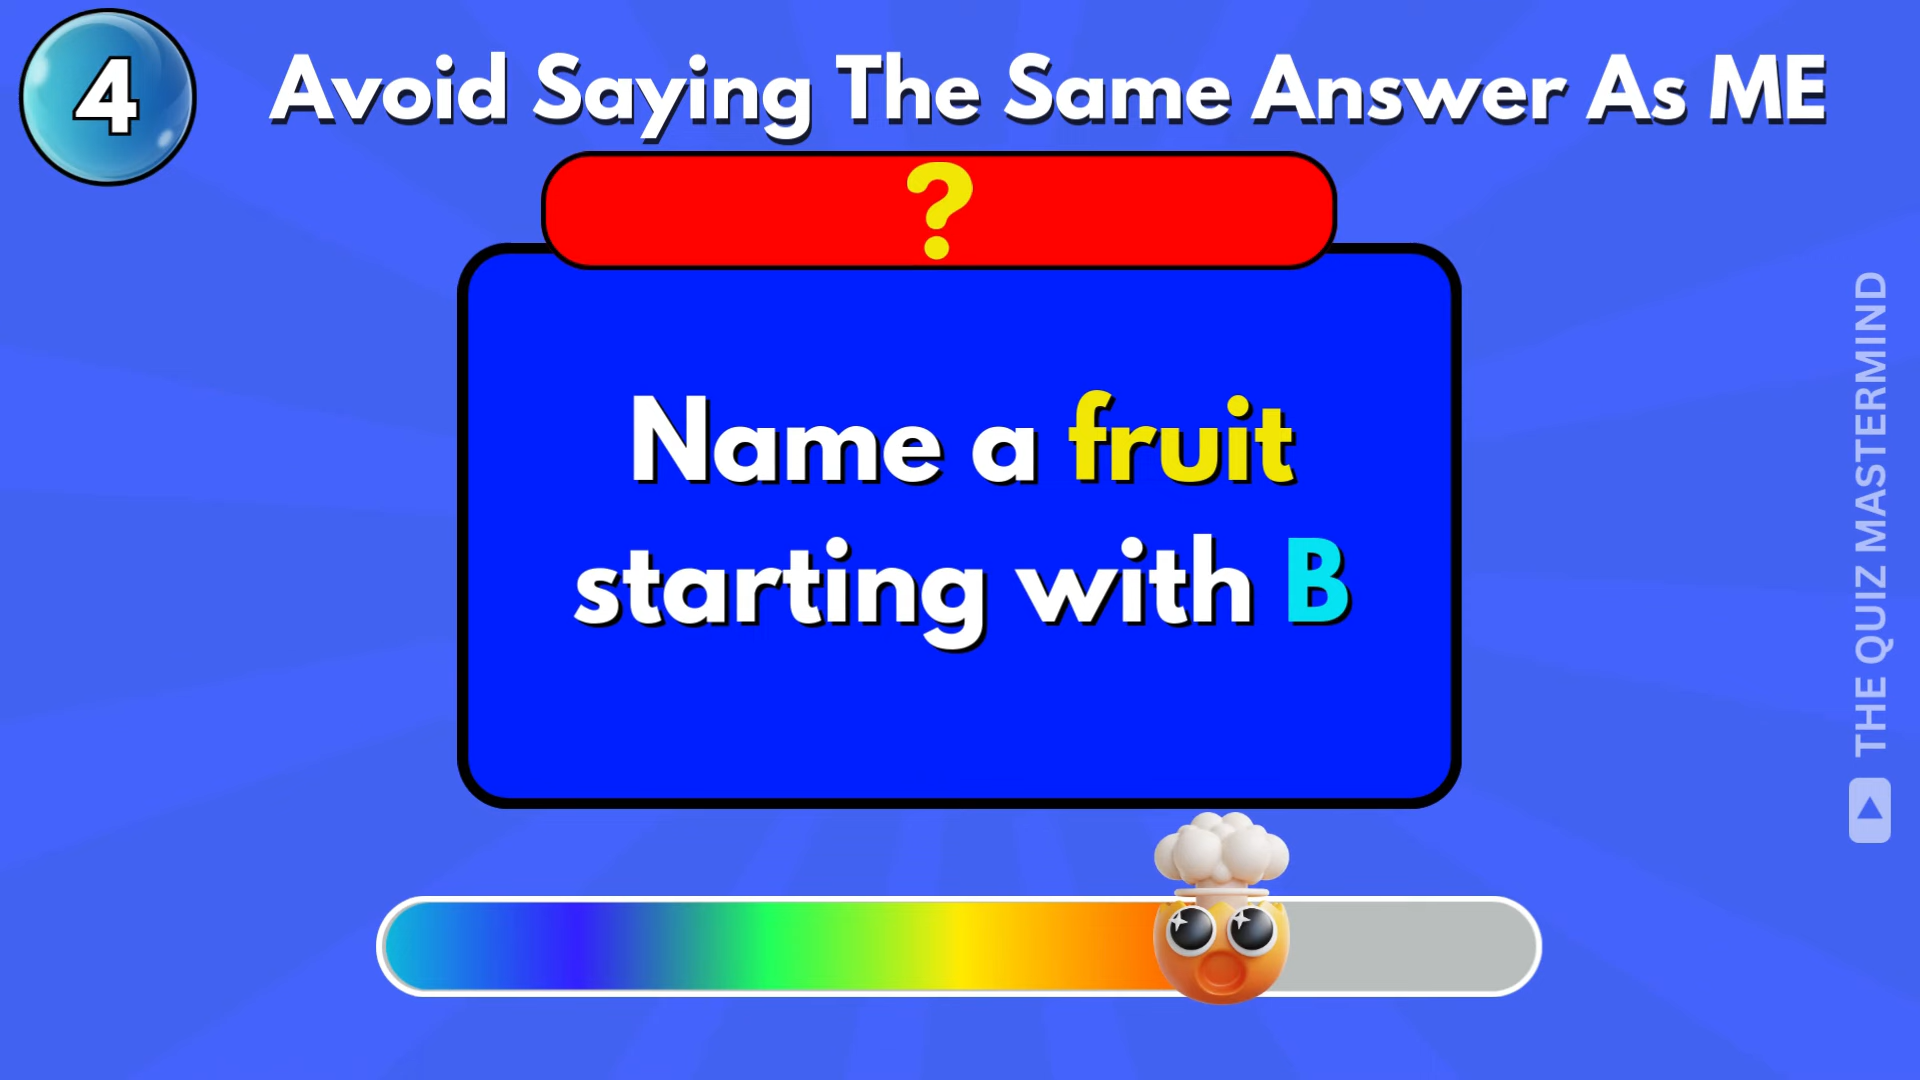 4
Avoid Saying The Same Answer As ME
?
Name a fruit
starting with B
THE QUIZ MASTERMIND